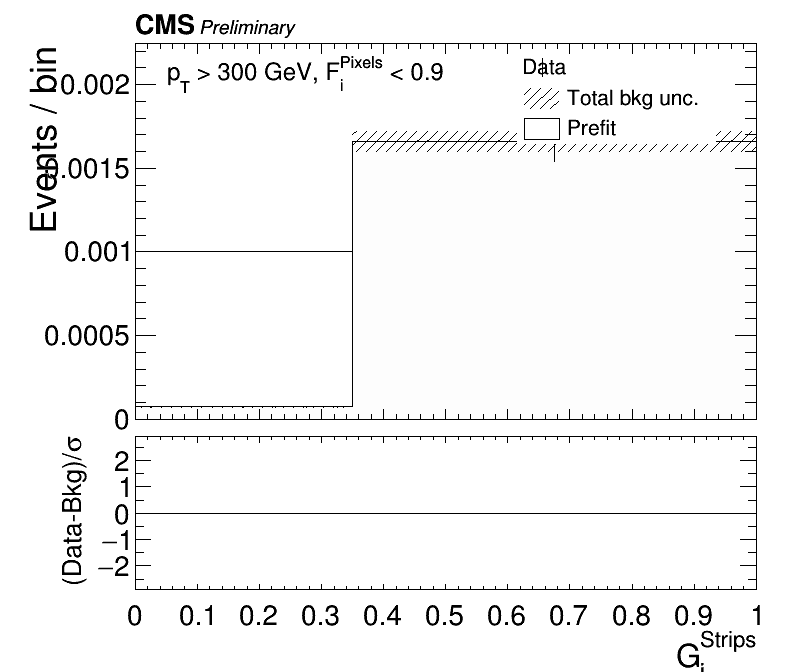 CMS Preliminary
p_T > 300 GeV, F_i^Pixels < 0.9
Data
Total bkg unc.
Prefit
Events / bin
0.002
0.0015
0.001
0.0005
0
(Data-Bkg)/σ
2
1
0
−1
−2
0 0.1 0.2 0.3 0.4 0.5 0.6 0.7 0.8 0.9 1
G_i^Strips